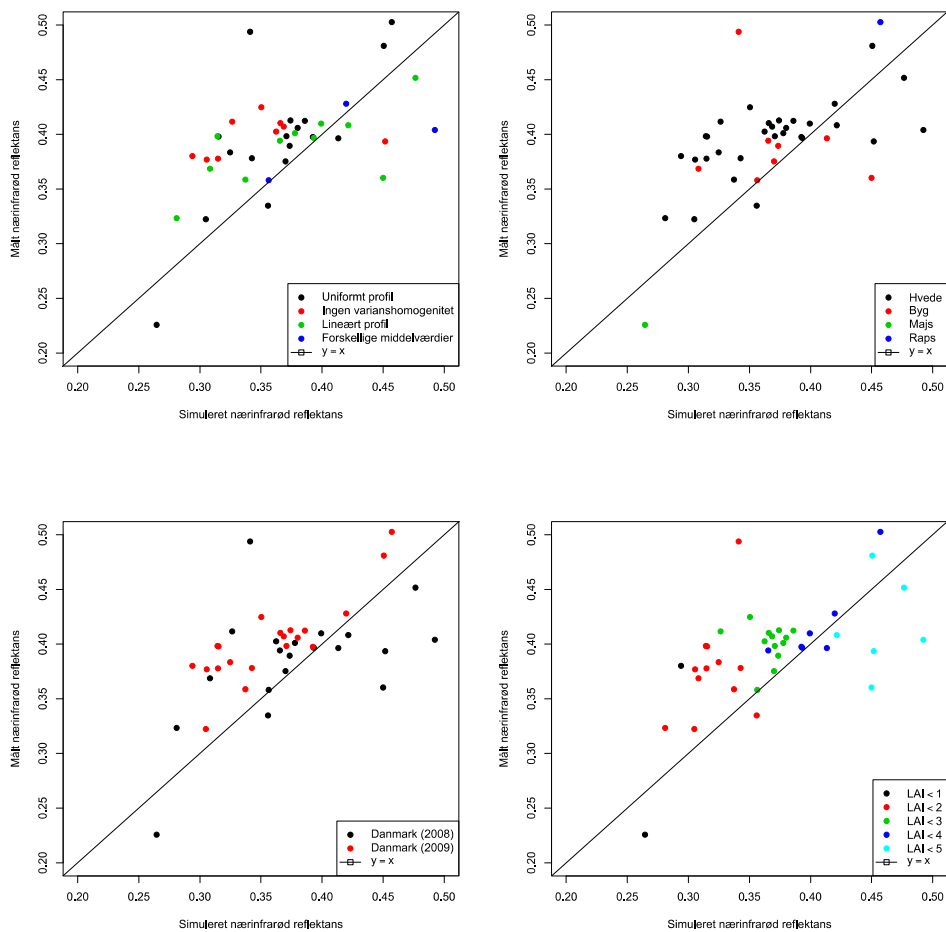 0.50
0.45
0.40
0.35
0.30
0.25
0.20
Målt nærinfrarød reflektans
Uniformt profil
Ingen varianshomogenitet
Lineært profil
Forskellige middelværdier
y = x
0.20 0.25 0.30 0.35 0.40 0.45 0.50
Simuleret nærinfrarød reflektans
0.50
0.45
0.40
0.35
0.30
0.25
0.20
Målt nærinfrarød reflektans
Hvede
Byg
Majs
Raps
y = x
0.20 0.25 0.30 0.35 0.40 0.45 0.50
Simuleret nærinfrarød reflektans
0.50
0.45
0.40
0.35
0.30
0.25
0.20
Målt nærinfrarød reflektans
Danmark (2008)
Danmark (2009)
y = x
0.20 0.25 0.30 0.35 0.40 0.45 0.50
Simuleret nærinfrarød reflektans
0.50
0.45
0.40
0.35
0.30
0.25
0.20
Målt nærinfrarød reflektans
LAI < 1
LAI < 2
LAI < 3
LAI < 4
LAI < 5
y = x
0.20 0.25 0.30 0.35 0.40 0.45 0.50
Simuleret nærinfrarød reflektans